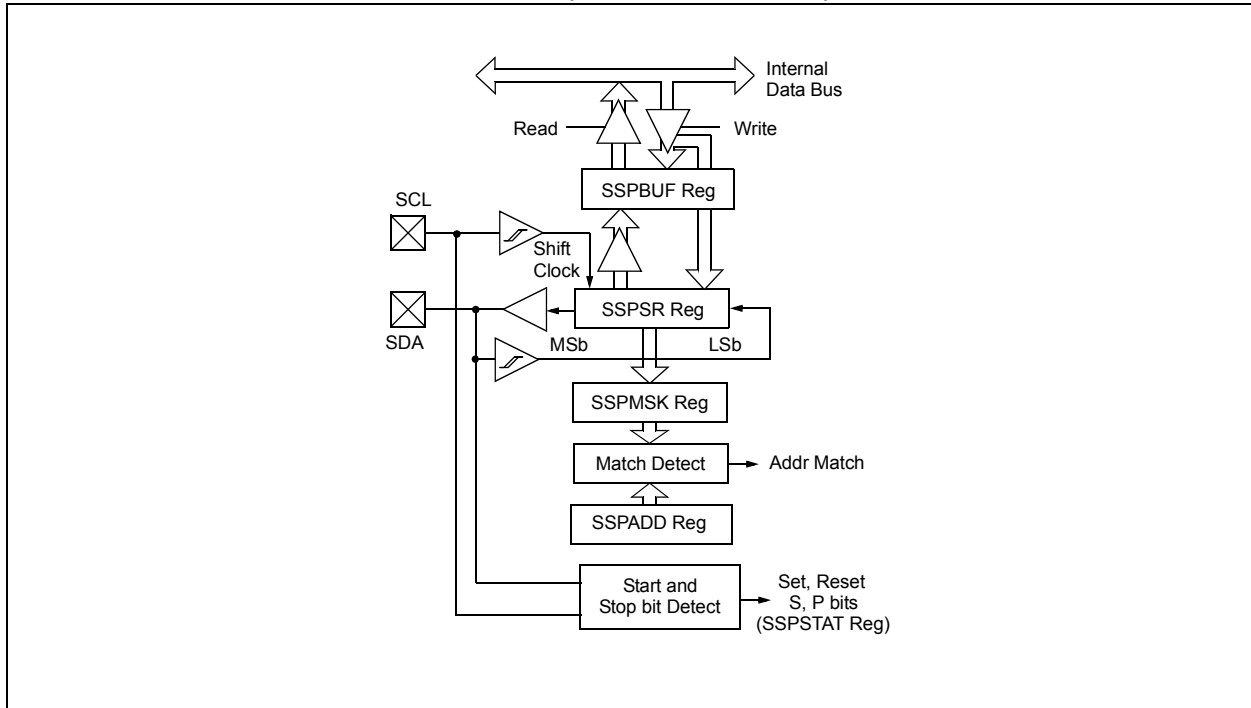 Internal
Data Bus
Read
Write
SSPBUF Reg
SCL
Shift
Clock
SSPSR Reg
SDA
MSb
LSb
SSPMSK Reg
Match Detect
Addr Match
SSPADD Reg
Start and
Stop bit Detect
Set, Reset
S, P bits
(SSPSTAT Reg)